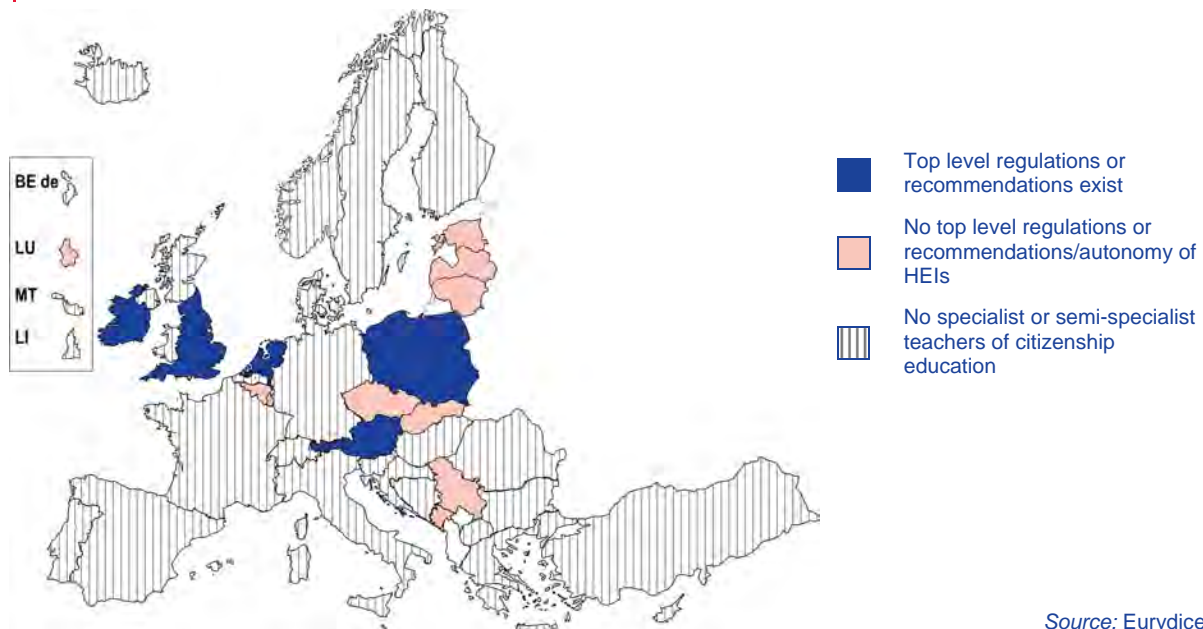 BE de
LU
MT
LI
Top level regulations or
recommendations exist
No top level regulations or
recommendations/autonomy of
HEIs
No specialist or semi-specialist
teachers of citizenship
education
Source: Eurydice